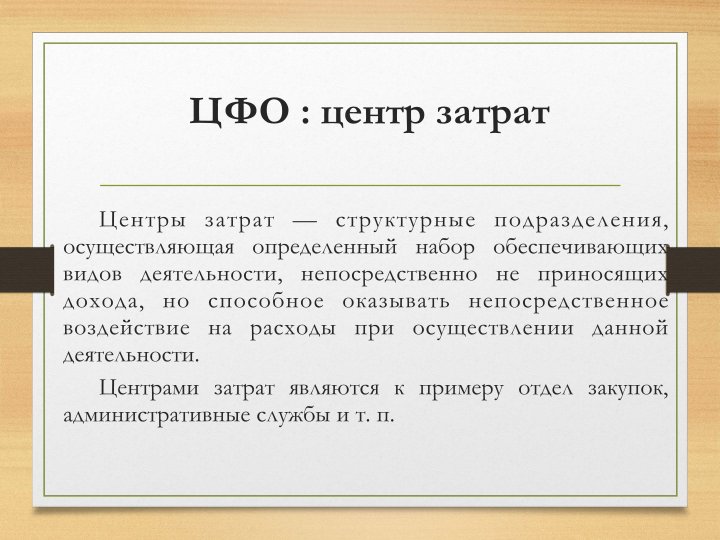 ЦФО : центр затрат
Центры затрат — структурные подразделения,
осуществляющая определенный набор обеспечивающих
видов деятельности, непосредственно не приносящих
дохода, но способное оказывать непосредственное
воздействие на расходы при осуществлении данной
деятельности.
Центрами затрат являются к примеру отдел закупок,
административные службы и т. п.